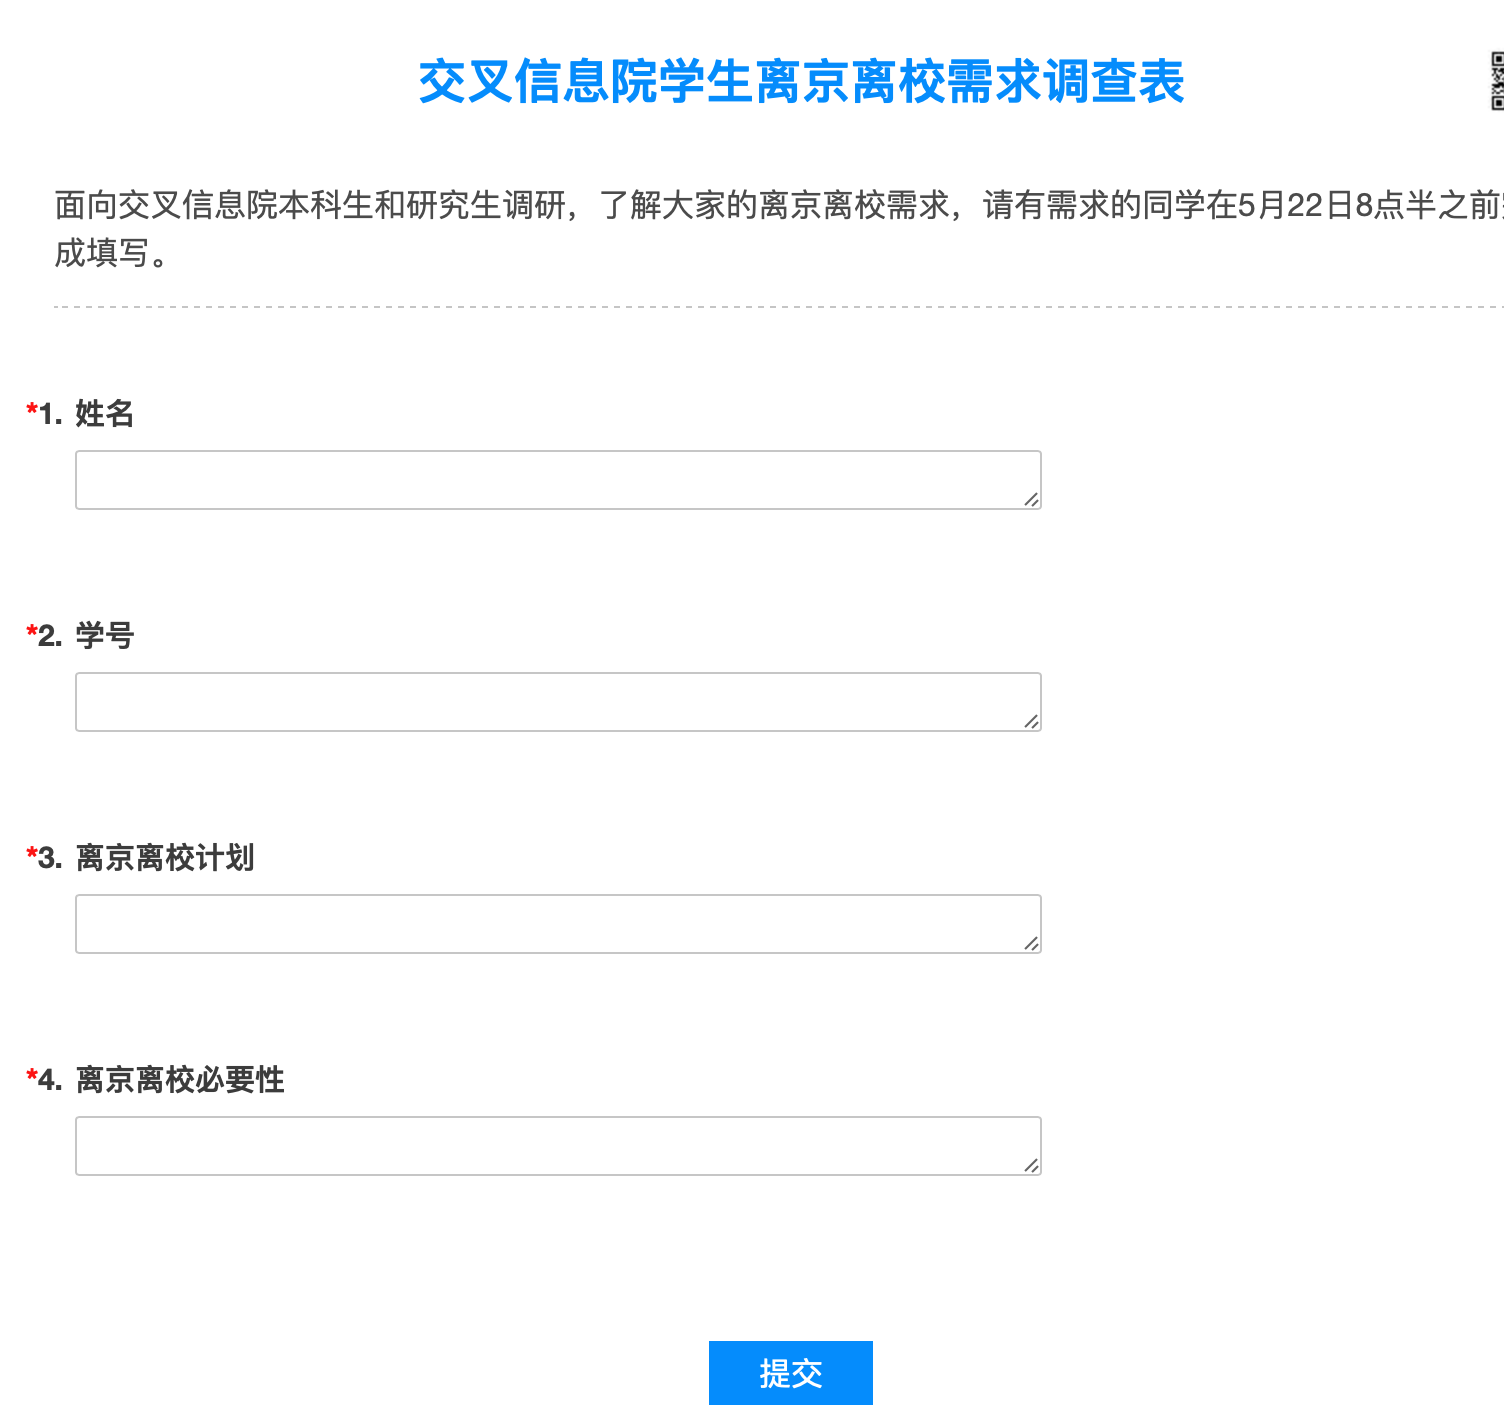 交叉信息院学生离京离校需求调查表
面向交叉信息院本科生和研究生调研，了解大家的离京离校需求，请有需求的同学在5月22日8点半之前
成填写。
*1. 姓名
*2. 学号
*3. 离京离校计划
*4. 离京离校必要性
提交